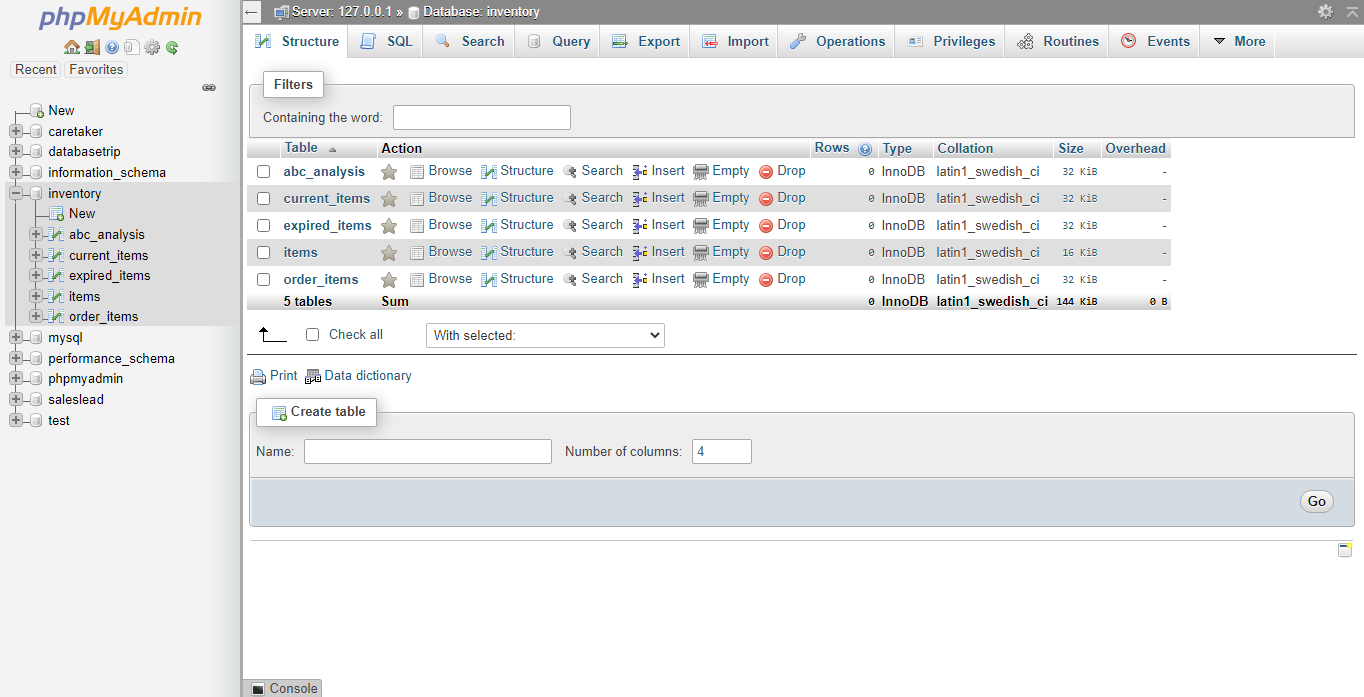 phpMyAdmin
Recent Favorites
New
caretaker
databasetrip
information_schema
inventory
New
abc_analysis
current_items
expired_items
items
order_items
mysql
performance_schema
phpmyadmin
saleslead
test
Server: 127.0.0.1 » Database: inventory
Structure SQL Search Query Export Import Operations Privileges Routines Events More
Filters
Containing the word:
Table Action Rows Type Collation Size Overhead
abc_analysis Browse Structure Search Insert Empty Drop 0 InnoDB latin1_swedish_ci 32 KiB -
current_items Browse Structure Search Insert Empty Drop 0 InnoDB latin1_swedish_ci 32 KiB -
expired_items Browse Structure Search Insert Empty Drop 0 InnoDB latin1_swedish_ci 32 KiB -
items Browse Structure Search Insert Empty Drop 0 InnoDB latin1_swedish_ci 16 KiB -
order_items Browse Structure Search Insert Empty Drop 0 InnoDB latin1_swedish_ci 32 KiB -
5 tables Sum 0 InnoDB latin1_swedish_ci 144 KiB 0 B
Check all With selected:
Print Data dictionary
Create table
Name: Number of columns: 4
Go
Console